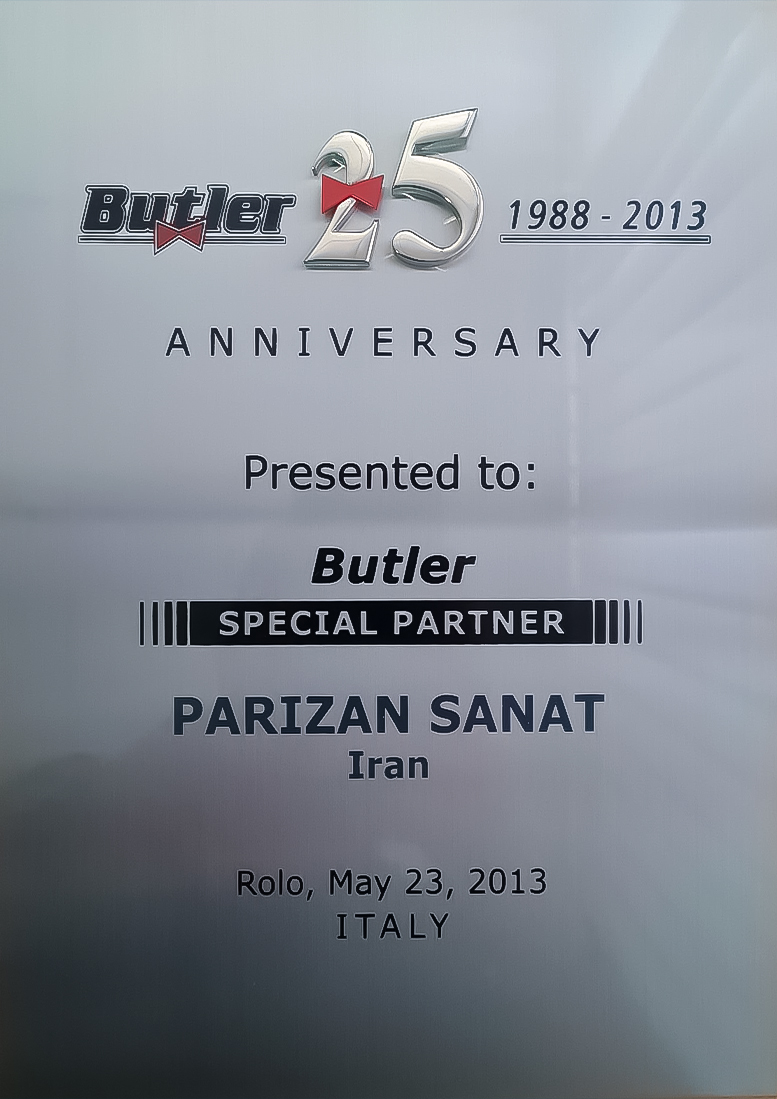 Butler 25 1988 - 2013
ANNIVERSARY
Presented to:
Butler
SPECIAL PARTNER
PARIZAN SANAT
Iran
Rolo, May 23, 2013
ITALY